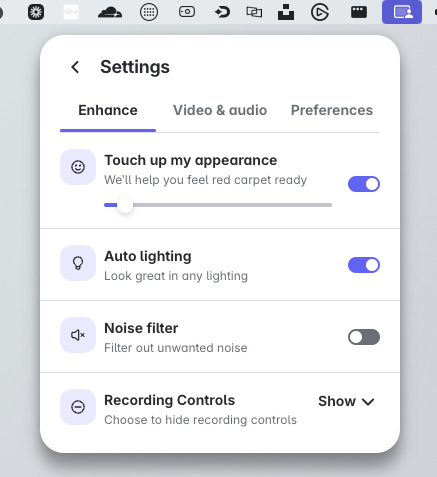 Settings
Enhance
Video & audio
Preferences
Touch up my appearance
We'll help you feel red carpet ready
Auto lighting
Look great in any lighting
Noise filter
Filter out unwanted noise
Recording Controls
Show
Choose to hide recording controls